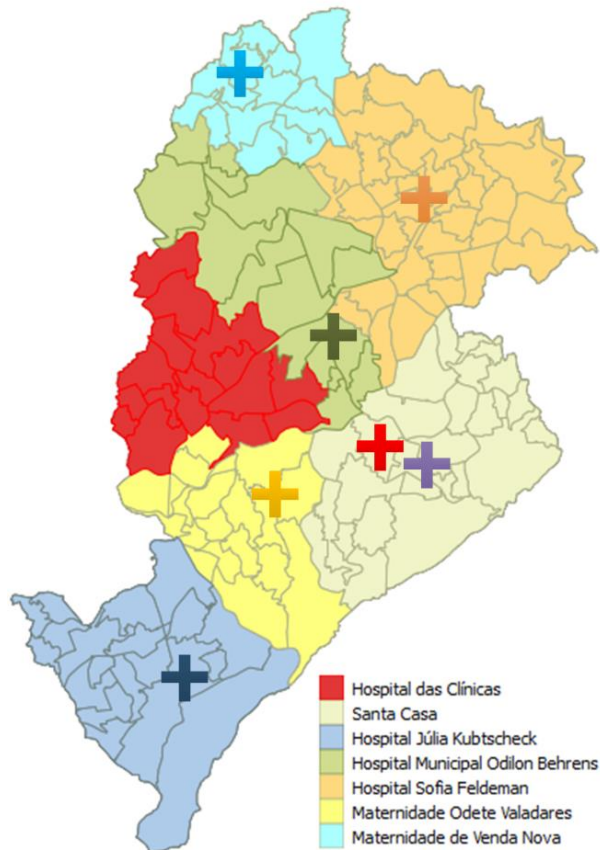 Hospital das Clínicas
Santa Casa
Hospital Júlia Kubtscheck
Hospital Municipal Odilon Behrens
Hospital Sofia Feldeman
Maternidade Odete Valadares
Maternidade de Venda Nova